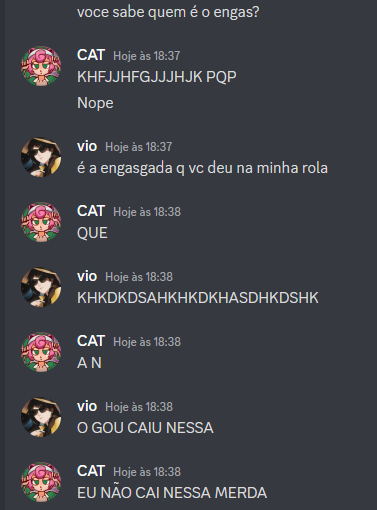 voce sabe quem é o engas?
CAT Hoje às 18:37
KHFJJHFGJJJHJK PQP
Nope
vio Hoje às 18:37
é a engasgada q vc deu na minha rola
CAT Hoje às 18:38
QUE
vio Hoje às 18:38
KHKDKDSAHKHKDKHASDHKDSHK
CAT Hoje às 18:38
A N
vio Hoje às 18:38
O GOU CAIU NESSA
CAT Hoje às 18:38
EU NÃO CAI NESSA MERDA